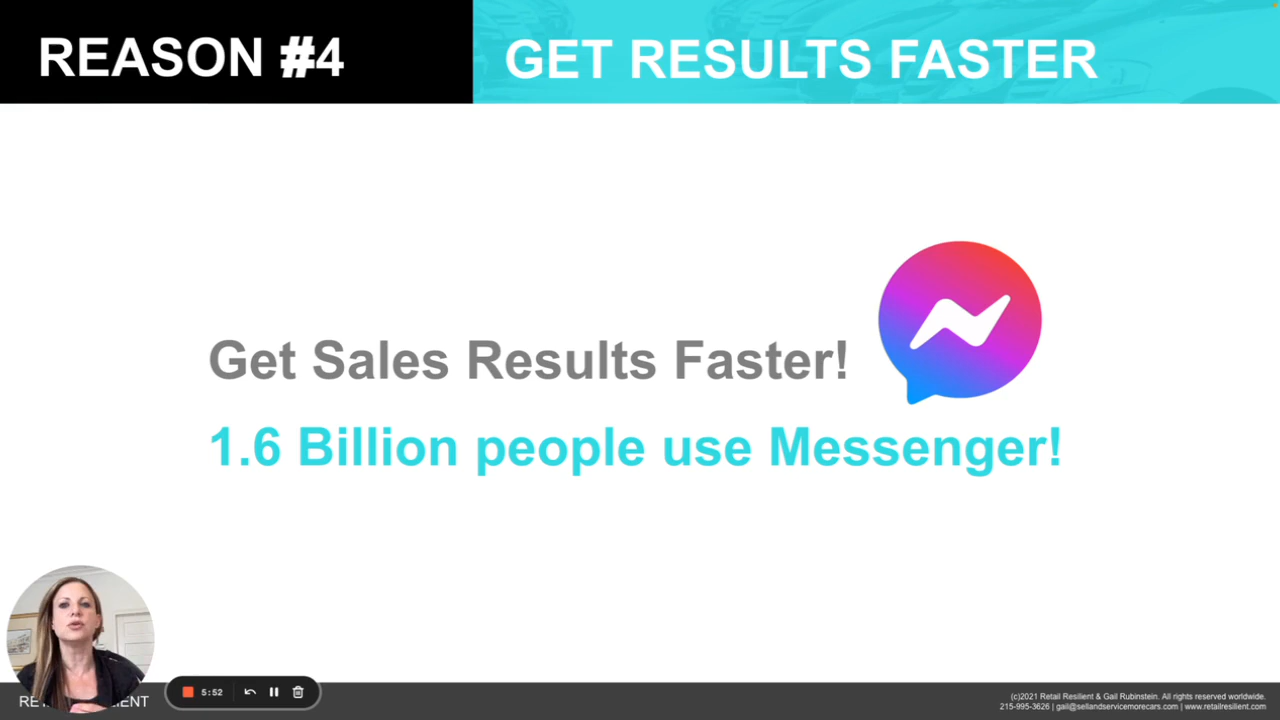 REASON #4
GET RESULTS FASTER
Get Sales Results Faster!
1.6 Billion people use Messenger!
5:52
(c)2021 Retail Resilient & Gail Rubinstein. All rights reserved worldwide.
215-995-3626 | gail@sellandservicemorecars.com | www.retailresilient.com